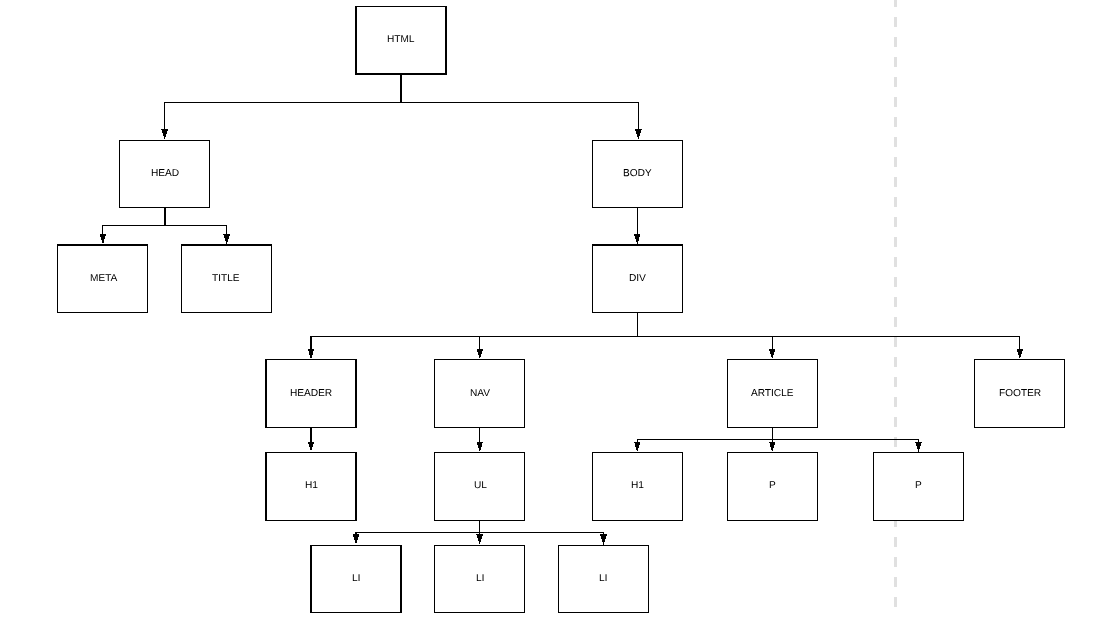 HTML
HEAD
BODY
META
TITLE
DIV
HEADER
NAV
ARTICLE
FOOTER
H1
UL
H1
P
P
LI
LI
LI